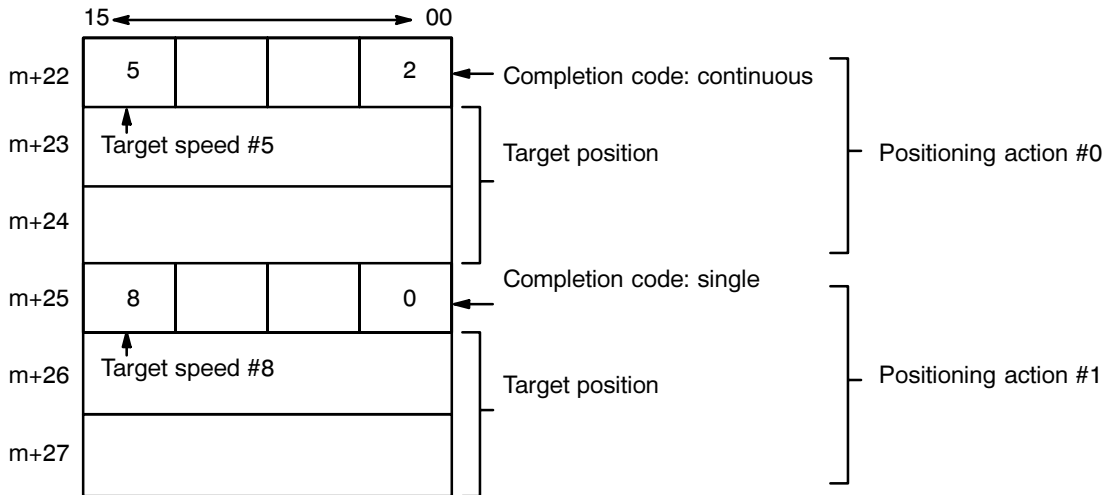 15 00
m+22 5 2 Completion code: continuous
m+23 Target speed #5 Target position Positioning action #0
m+24
m+25 8 0 Completion code: single
m+26 Target speed #8 Target position Positioning action #1
m+27